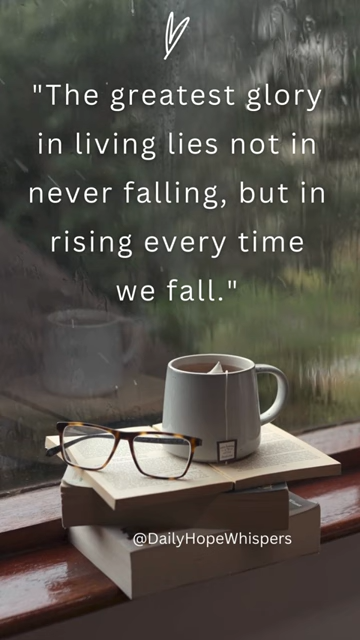 "The greatest glory
in living lies not in
never falling, but in
rising every time
we fall."
@DailyHopeWhispers